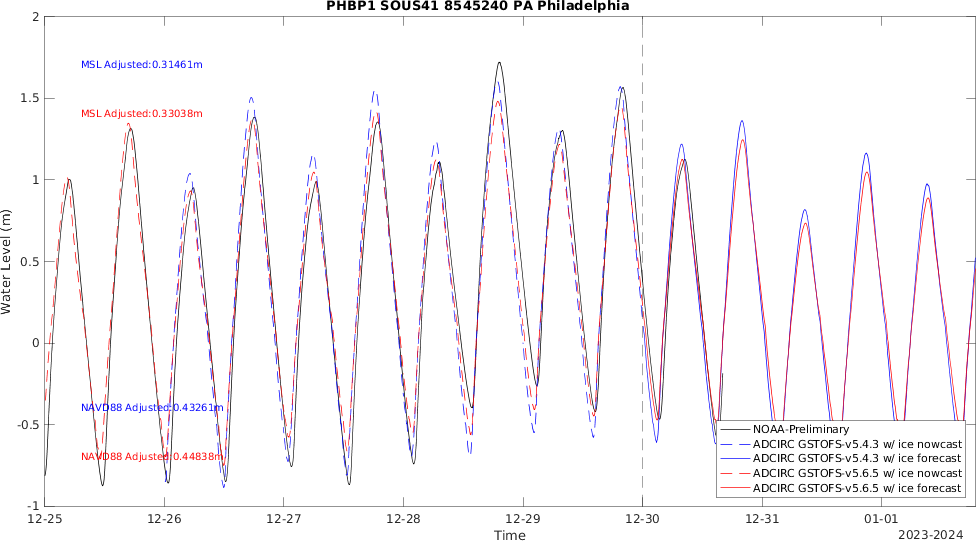 PHBP1 SOUS41 8545240 PA Philadelphia
2
1.5
1
0.5
0
-0.5
-1
Water Level (m)
MSL Adjusted:0.31461m
MSL Adjusted:0.33038m
NAVD88 Adjusted:0.43261m
NAVD88 Adjusted:0.44838m
NOAA-Preliminary
ADCIRC GSTOFS-v5.4.3 w/ ice nowcast
ADCIRC GSTOFS-v5.4.3 w/ ice forecast
ADCIRC GSTOFS-v5.6.5 w/ ice nowcast
ADCIRC GSTOFS-v5.6.5 w/ ice forecast
12-25 12-26 12-27 12-28 12-29 12-30 12-31 01-01
Time
2023-2024